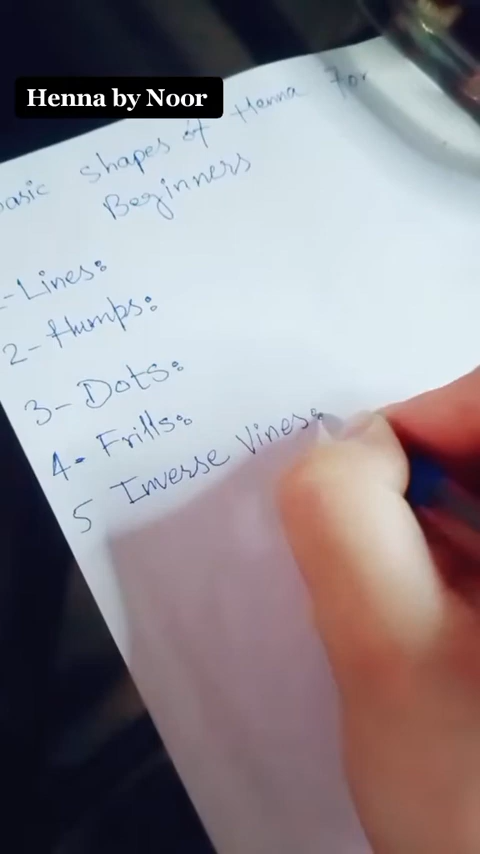 Henna by Noor
basic shapes of Henna For
Beginners
1-Lines:
2-Humps:
3-Dots:
4-Frills:
5 Inverse Vines: